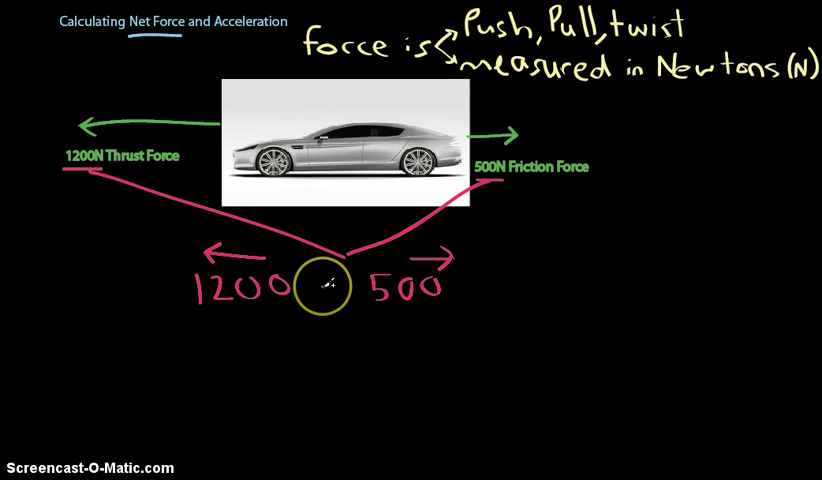 Calculating Net Force and Acceleration
force is
Push, Pull, twist
measured in Newtons (N)
1200N Thrust Force
500N Friction Force
1200 500
Screencast-O-Matic.com